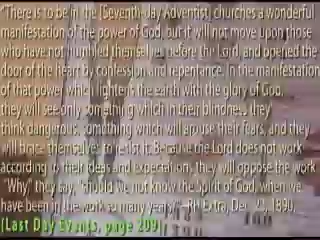 "There is to be in the [Seventh-day Adventist] churches a wonderful
manifestation of the power of God, but it will not move upon those
who have not humbled themselves before the Lord, and opened the
door of the heart by confession and repentance. In the manifestation
of that power which lightens the earth with the glory of God,
they will see only something which in their blindness they
think dangerous, something which will arouse their fears, and they
will brace themselves to resist it. Because the Lord does not work
according to their ideas and expectations, they will oppose the work.
"Why," they say, "should we not know the Spirit of God, when we
have been in the work so many years?"--RH Extra, Dec. 23, 1890.
(Last Day Events, page 209)